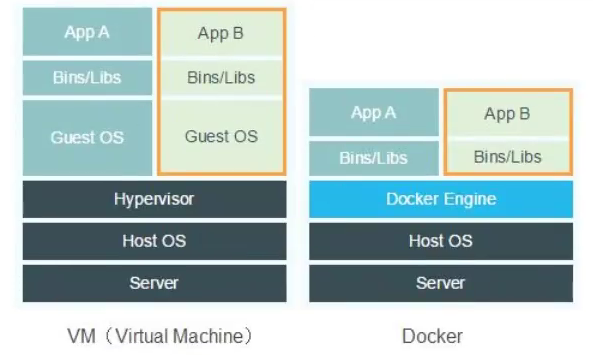 App A
App B
Bins/Libs
Bins/Libs
Guest OS
Guest OS
Hypervisor
Host OS
Server
VM（Virtual Machine）
App A
App B
Bins/Libs
Bins/Libs
Docker Engine
Host OS
Server
Docker